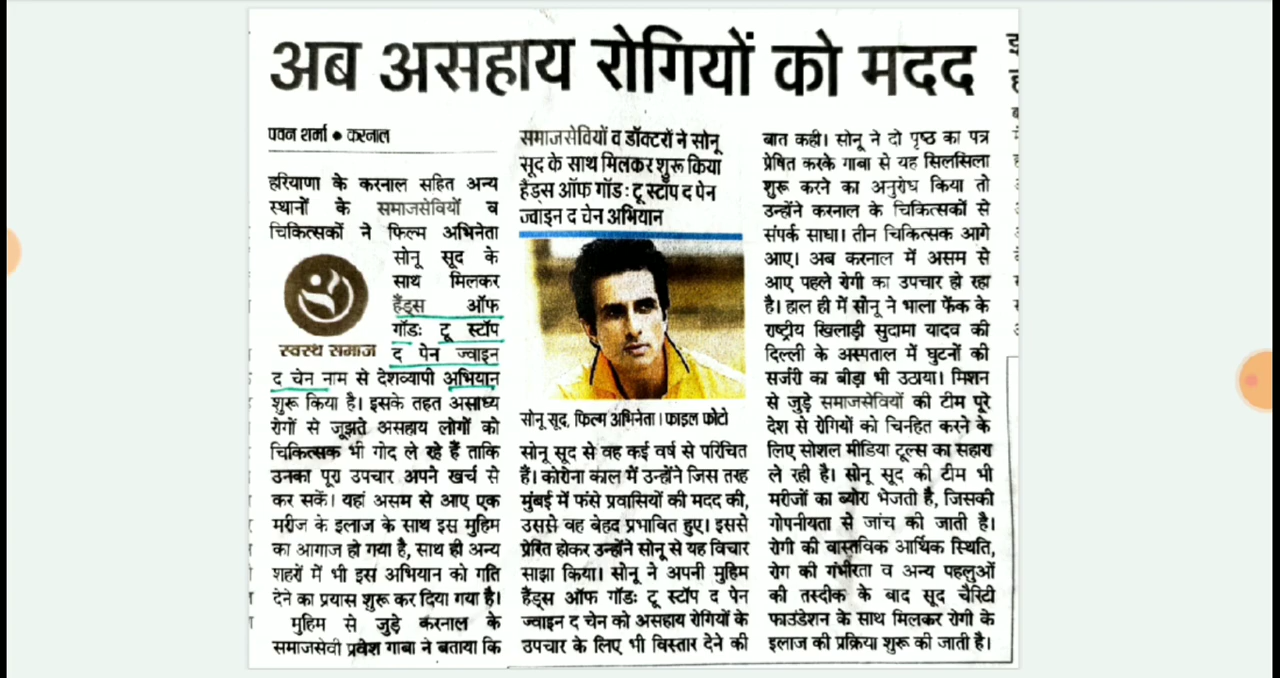 अब असहाय रोगियों को मदद
पवन शर्मा ● करनाल
हरियाणा के करनाल सहित अन्य
स्थानों के समाजसेवियों व
चिकित्सकों ने फिल्म अभिनेता
सोनू सूद के
साथ मिलकर
हैंड्स ऑफ
गॉडः टू स्टॉप
द पेन ज्वाइन
स्वस्थ समाज
द चेन नाम से देशव्यापी अभियान
शुरू किया है। इसके तहत असाध्य
रोगों से जूझते असहाय लोगों को
चिकित्सक भी गोद ले रहे हैं ताकि
उनका पूरा उपचार अपने खर्च से
कर सकें। यहां असम से आए एक
मरीज के इलाज के साथ इस मुहिम
का आगाज हो गया है, साथ ही अन्य
शहरों में भी इस अभियान को गति
देने का प्रयास शुरू कर दिया गया है।
मुहिम से जुड़े करनाल के
समाजसेवी प्रवेश गाबा ने बताया कि
समाजसेवियों व डॉक्टरों ने सोनू
सूद के साथ मिलकर शुरू किया
हैंड्स ऑफ गॉड : टू स्टॉप द पेन
ज्वाइन द चेन अभियान
सोनू सूद, फिल्म अभिनेता। फाइल फोटो
सोनू सूद से वह कई वर्ष से परिचित
हैं। कोरोना काल में उन्होंने जिस तरह
मुंबई में फंसे प्रवासियों की मदद की,
उससे वह बेहद प्रभावित हुए। इससे
प्रेरित होकर उन्होंने सोनू से यह विचार
साझा किया। सोनू ने अपनी मुहिम
हैंड्स ऑफ गॉडः टू स्टॉप द पेन
ज्वाइन द चेन को असहाय रोगियों के
उपचार के लिए भी विस्तार देने की
बात कही। सोनू ने दो पृष्ठ का पत्र
प्रेषित करके गाबा से यह सिलसिला
शुरू करने का अनुरोध किया तो
उन्होंने करनाल के चिकित्सकों से
संपर्क साधा। तीन चिकित्सक आगे
आए। अब करनाल में असम से
आए पहले रोगी का उपचार हो रहा
है। हाल ही में सोनू ने भाला फेंक के
राष्ट्रीय खिलाड़ी सुदामा यादव की
दिल्ली के अस्पताल में घुटनों की
सर्जरी का बीड़ा भी उठाया। मिशन
से जुड़े समाजसेवियों की टीम पूरे
देश से रोगियों को चिनहित करने के
लिए सोशल मीडिया टूल्स का सहारा
ले रही है। सोनू सूद की टीम भी
मरीजों का ब्योरा भेजती है, जिसकी
गोपनीयता से जांच की जाती है।
रोगी की वास्तविक आर्थिक स्थिति,
रोग की गंभीरता व अन्य पहलुओं
की तस्दीक के बाद सूद चैरिटी
फाउंडेशन के साथ मिलकर रोगी के
इलाज की प्रक्रिया शुरू की जाती है।